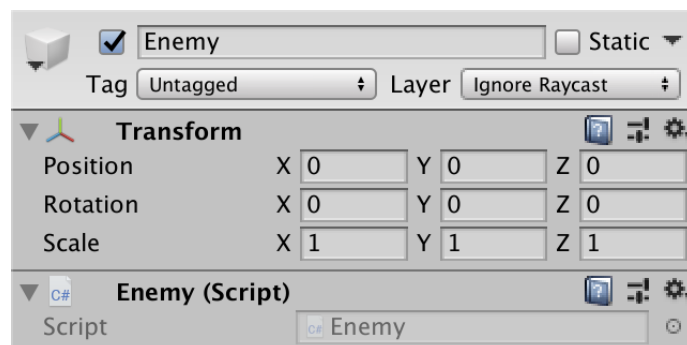 Enemy Static
Tag Untagged Layer Ignore Raycast
Transform
Position X 0 Y 0 Z 0
Rotation X 0 Y 0 Z 0
Scale X 1 Y 1 Z 1
C# Enemy (Script)
Script C# Enemy